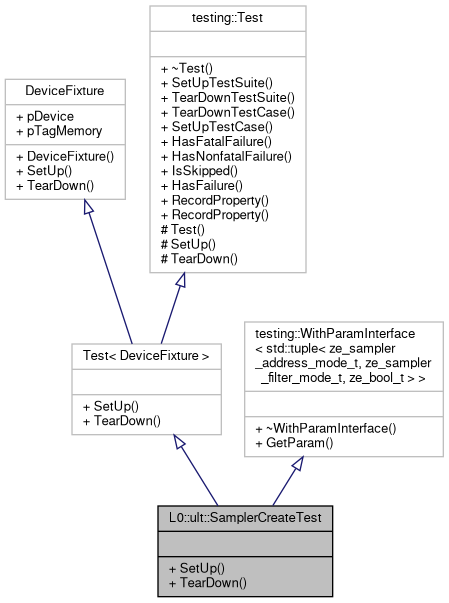 testing::Test
+ ~Test()
+ SetUpTestSuite()
+ TearDownTestSuite()
+ TearDownTestCase()
+ SetUpTestCase()
+ HasFatalFailure()
+ HasNonfatalFailure()
+ IsSkipped()
+ HasFailure()
+ RecordProperty()
+ RecordProperty()
# Test()
# SetUp()
# TearDown()
DeviceFixture
+ pDevice
+ pTagMemory
+ DeviceFixture()
+ SetUp()
+ TearDown()
Test< DeviceFixture >
+ SetUp()
+ TearDown()
testing::WithParamInterface
< std::tuple< ze_sampler
_address_mode_t, ze_sampler
_filter_mode_t, ze_bool_t > >
+ ~WithParamInterface()
+ GetParam()
L0::ult::SamplerCreateTest
+ SetUp()
+ TearDown()